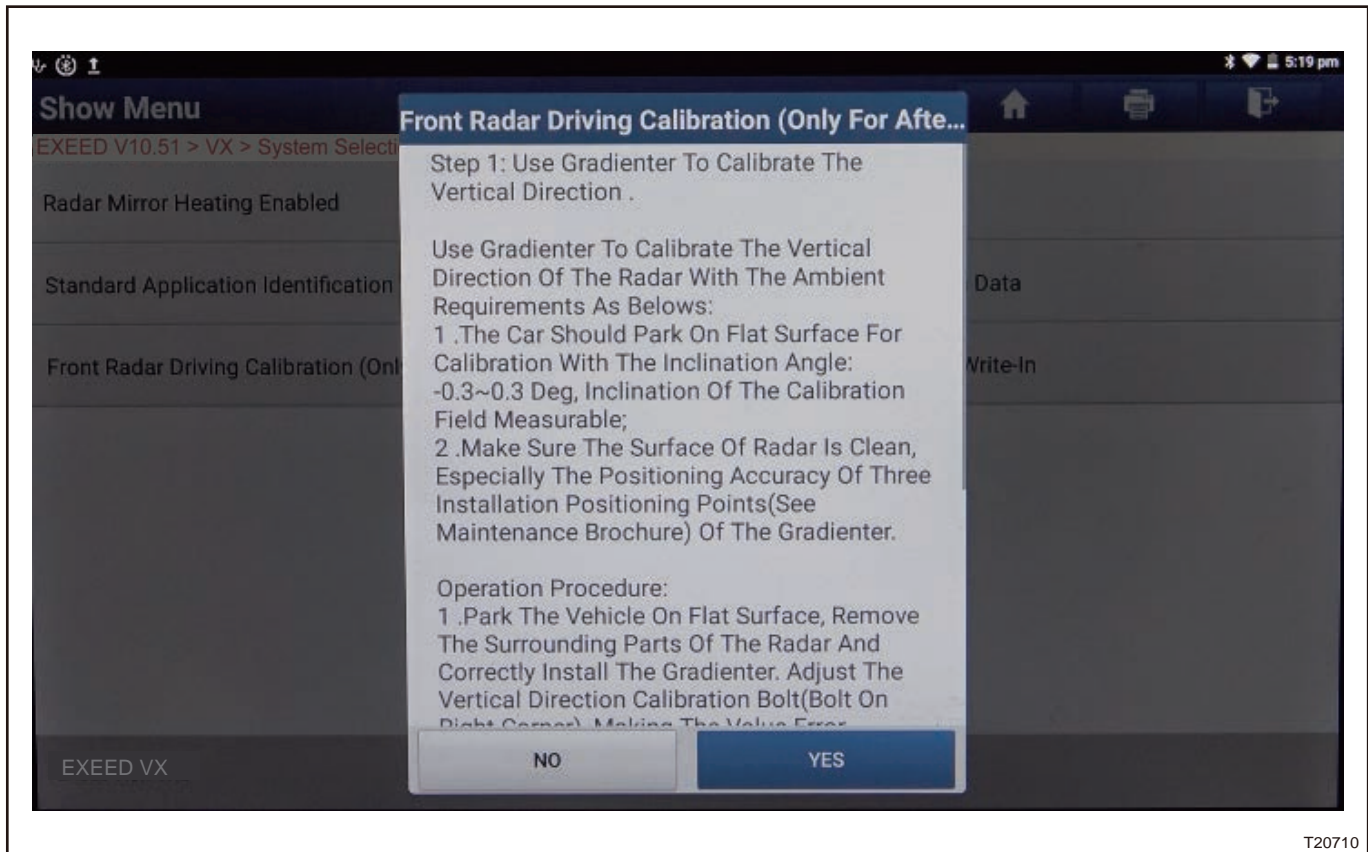 5:19 pm
Show Menu
Front Radar Driving Calibration (Only For Afte...
EXEED V10.51 > VX > System Selecti
Step 1: Use Gradienter To Calibrate The
Vertical Direction .
Radar Mirror Heating Enabled
Use Gradienter To Calibrate The Vertical
Direction Of The Radar With The Ambient
Requirements As Belows:
Standard Application Identification
Data
1 .The Car Should Park On Flat Surface For
Calibration With The Inclination Angle:
-0.3~0.3 Deg, Inclination Of The Calibration
Field Measurable;
Front Radar Driving Calibration (Onl
Write-In
2 .Make Sure The Surface Of Radar Is Clean,
Especially The Positioning Accuracy Of Three
Installation Positioning Points(See
Maintenance Brochure) Of The Gradienter.
Operation Procedure:
1 .Park The Vehicle On Flat Surface, Remove
The Surrounding Parts Of The Radar And
Correctly Install The Gradienter. Adjust The
Vertical Direction Calibration Bolt(Bolt On
Right Corner), Making The Value Error
NO
YES
EXEED VX
T20710